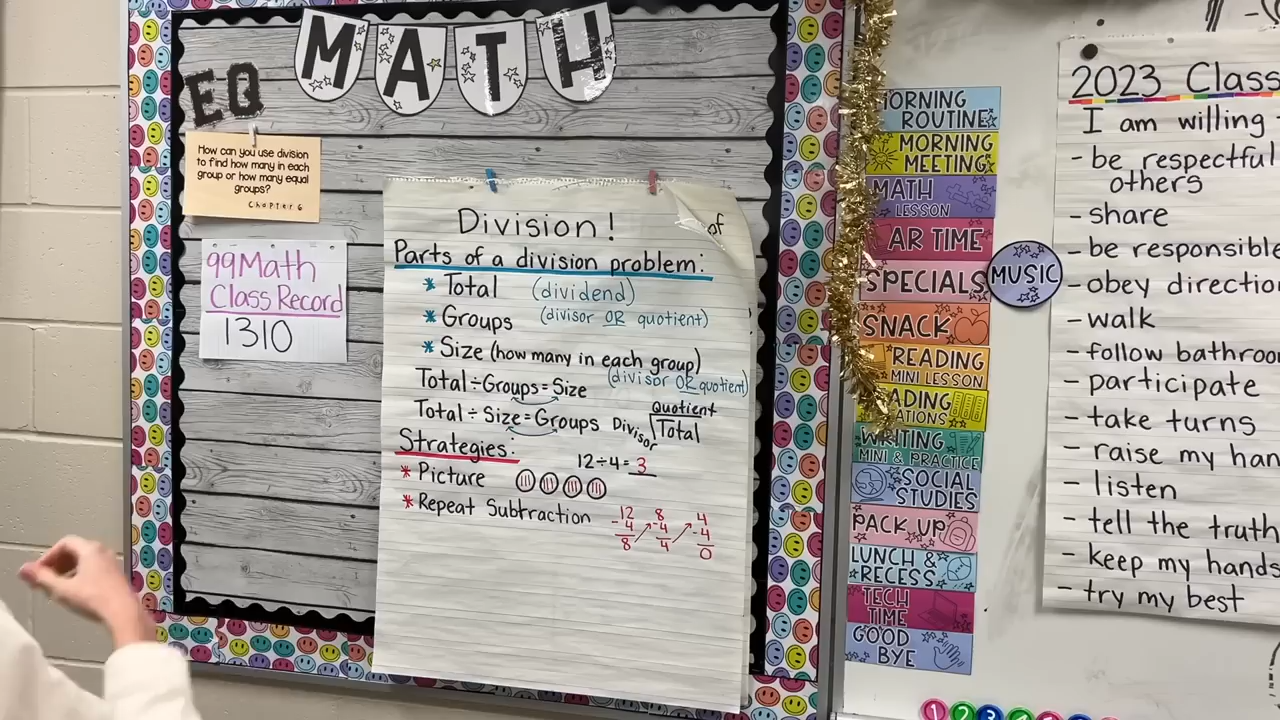 MATH
EQ
How can you use division
to find how many in each
group or how many equal
groups?
Chapter 6
99Math
Class Record
1310
of
Division!
Parts of a division problem:
* Total (dividend)
* Groups (divisor OR quotient)
* Size (how many in each group)
(divisor OR quotient)
Total÷Groups=Size
Total ÷ Size = Groups
Quotient
Divisor Total
Strategies:
12÷4=3
* Picture
* Repeat Subtraction
12 8 4
-4 -4 -4
8 4 0
MORNING
ROUTINE
MORNING
MEETING
MATH
LESSON
AR TIME
SPECIALS
MUSIC
SNACK
READING
MINI LESSON
READING
WRITING
MINI & PRACTICE
SOCIAL
STUDIES
PACK UP
LUNCH &
RECESS
TECH
TIME
GOOD
BYE
2023 Class
I am willing
- be respectful
others
- share
- be responsible
- obey direction
- walk
- follow bathroo
- participate
- take turns
- raise my han
- listen
- tell the truth
- keep my hands
- try my best
1 2 3 4